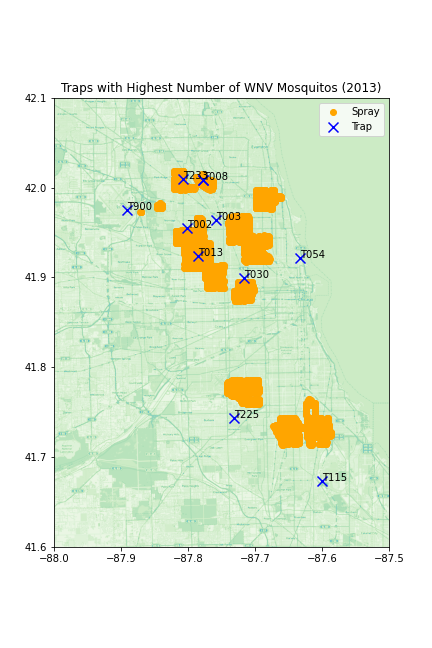 Traps with Highest Number of WNV Mosquitos (2013)
42.1
Spray
Trap
42.0
T233
T008
T900
T003
T002
41.9
T013
T054
T030
41.8
T225
41.7
T115
41.6
−88.0 −87.9 −87.8 −87.7 −87.6 −87.5